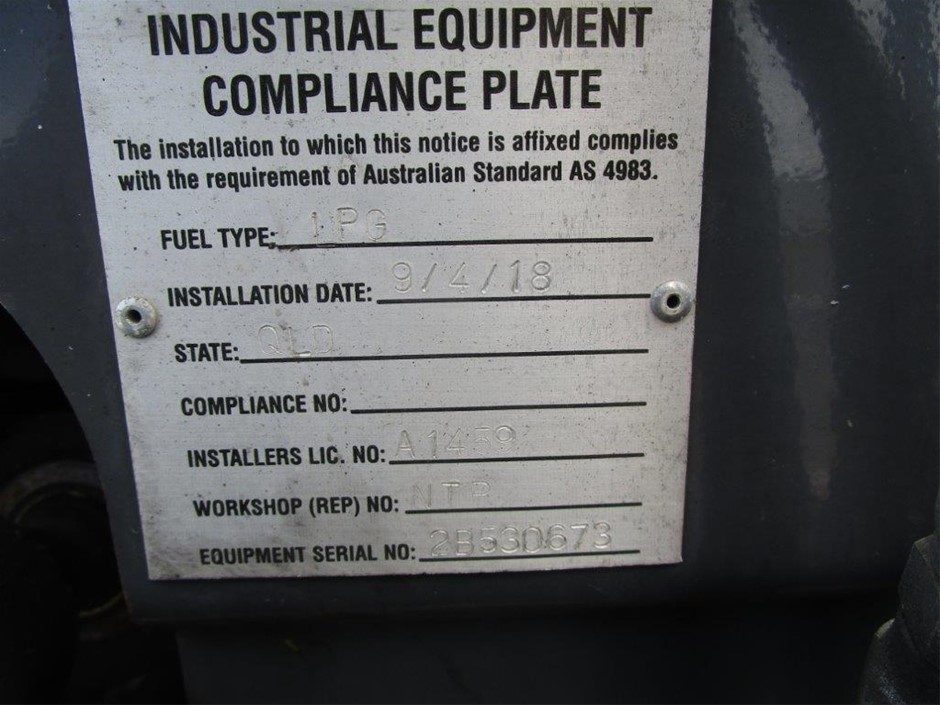 INDUSTRIAL EQUIPMENT
COMPLIANCE PLATE
The installation to which this notice is affixed complies
with the requirement of Australian Standard AS 4983.
FUEL TYPE: LPG
INSTALLATION DATE: 9/4/18
STATE: QLD
COMPLIANCE NO:
INSTALLERS LIC. NO:
WORKSHOP (REP) NO:
EQUIPMENT SERIAL NO: 2B530673